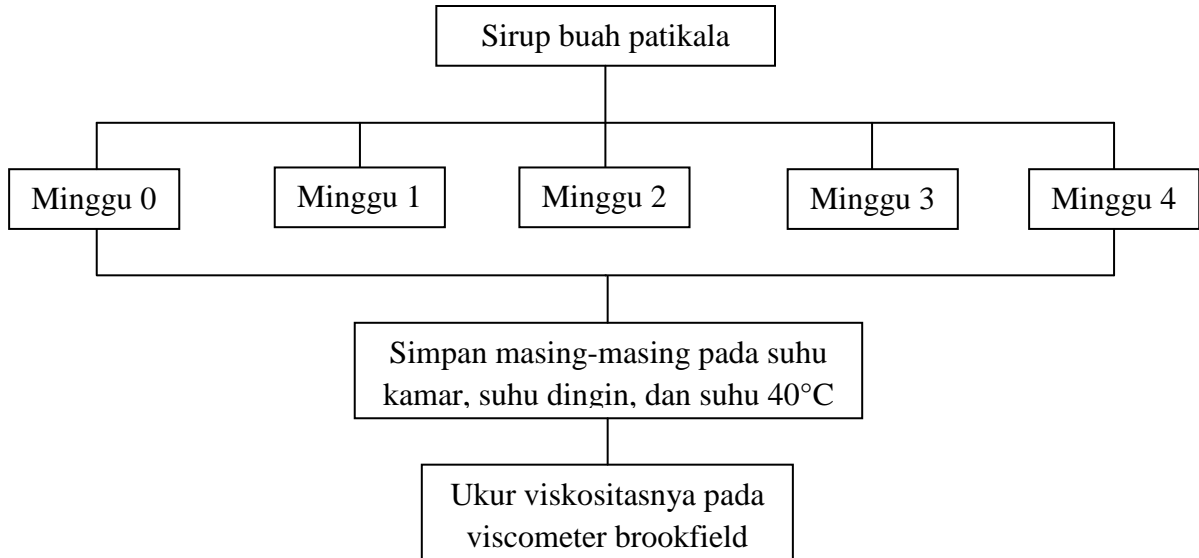 Sirup buah patikala
Minggu 0
Minggu 1
Minggu 2
Minggu 3
Minggu 4
Simpan masing-masing pada suhu
kamar, suhu dingin, dan suhu 40°C
Ukur viskositasnya pada
viscometer brookfield